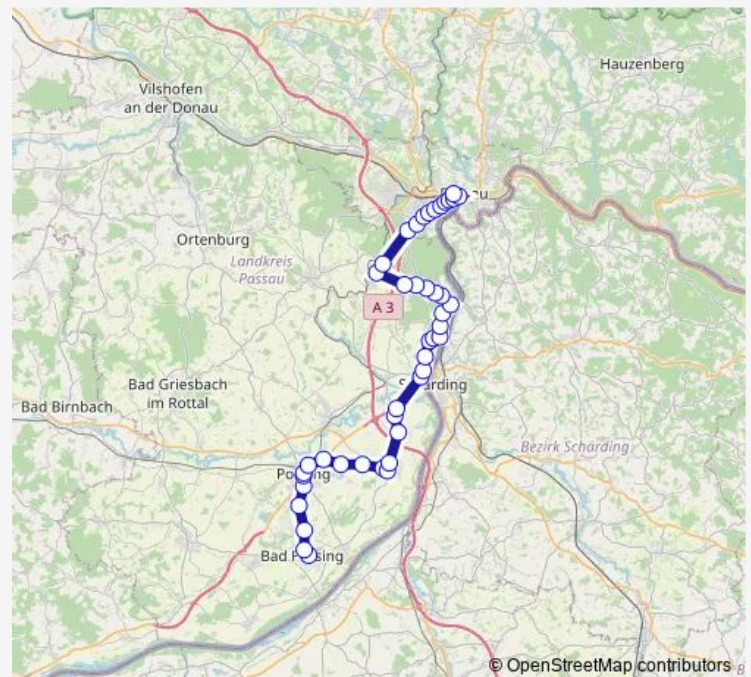 Hauzenberg
Vilshofen
an der Donau
Ortenburg
Landkreis
Passau
A 3
Bad Griesbach
im Rottal
Bad Birnbach
Bezirk Schärding
© OpenStreetMap contributors